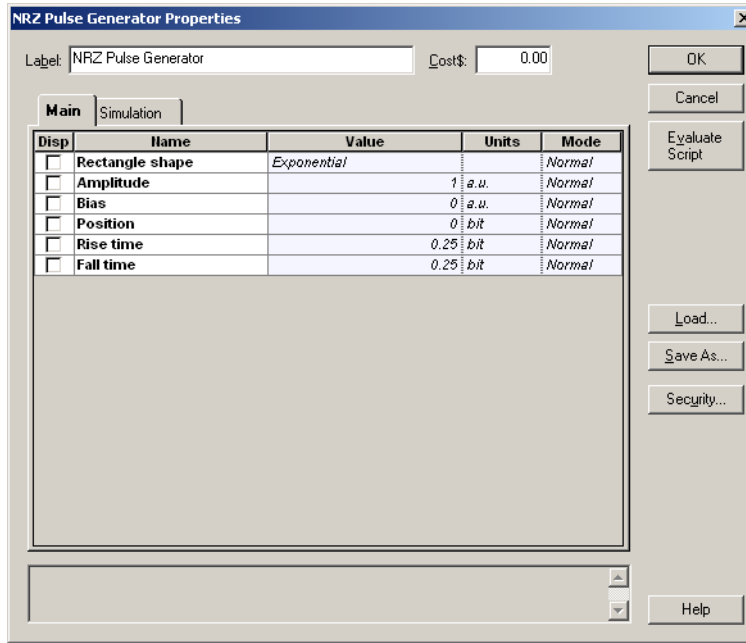 NRZ Pulse Generator Properties
Label: NRZ Pulse Generator Cost$: 0.00 OK
Cancel
Main Simulation
Evaluate Script
Disp Name Value Units Mode
Rectangle shape Exponential Normal
Amplitude 1 a.u. Normal
Bias 0 a.u. Normal
Position 0 bit Normal
Rise time 0.25 bit Normal
Fall time 0.25 bit Normal
Load...
Save As...
Security...
Help